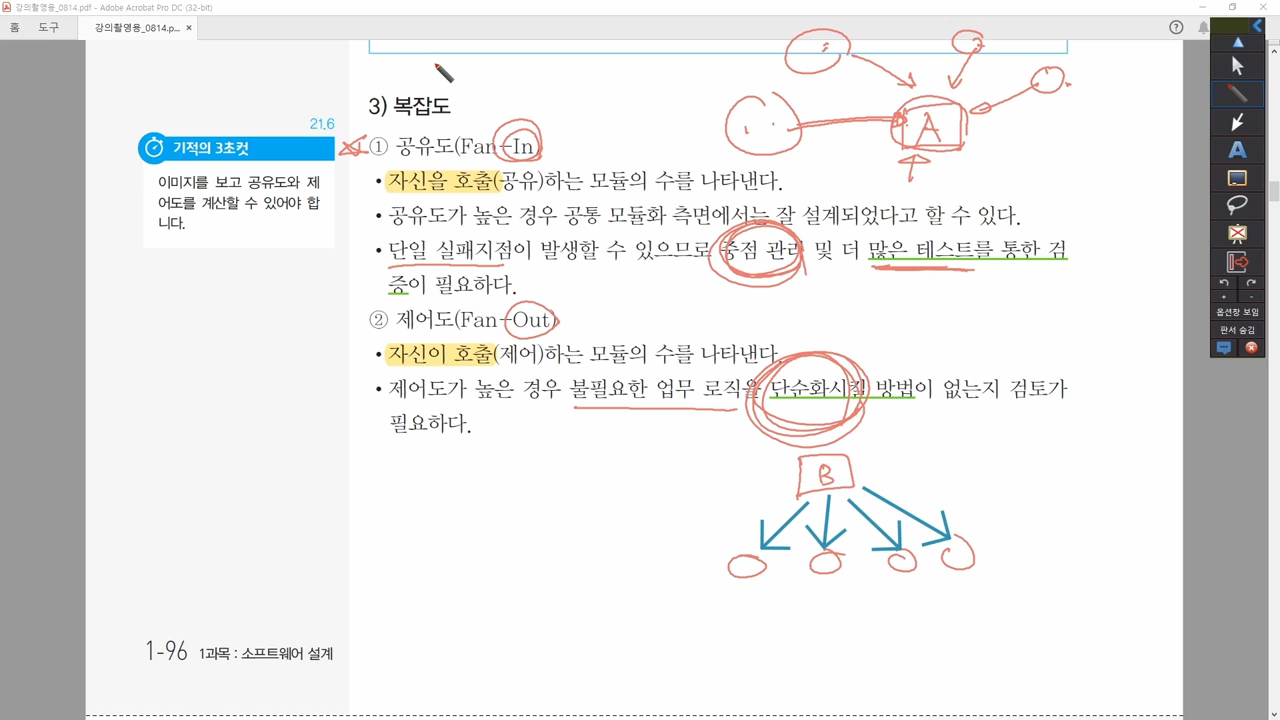 강의촬영용_0814.pdf - Adobe Acrobat Pro DC (32-bit)
홈 도구 강의촬영용_0814.p... ×
3) 복잡도
21.6
기적의 3초컷
이미지를 보고 공유도와 제
어도를 계산할 수 있어야 합
니다.
① 공유도(Fan-In)
• 자신을 호출(공유)하는 모듈의 수를 나타낸다.
• 공유도가 높은 경우 공통 모듈화 측면에서는 잘 설계되었다고 할 수 있다.
• 단일 실패지점이 발생할 수 있으므로 중점 관리 및 더 많은 테스트를 통한 검
증이 필요하다.
② 제어도(Fan-Out)
• 자신이 호출(제어)하는 모듈의 수를 나타낸다.
• 제어도가 높은 경우 불필요한 업무 로직을 단순화시킬 방법이 없는지 검토가
필요하다.
A
B
1-96 1과목 : 소프트웨어 설계
옵션창 보임
판서 숨김